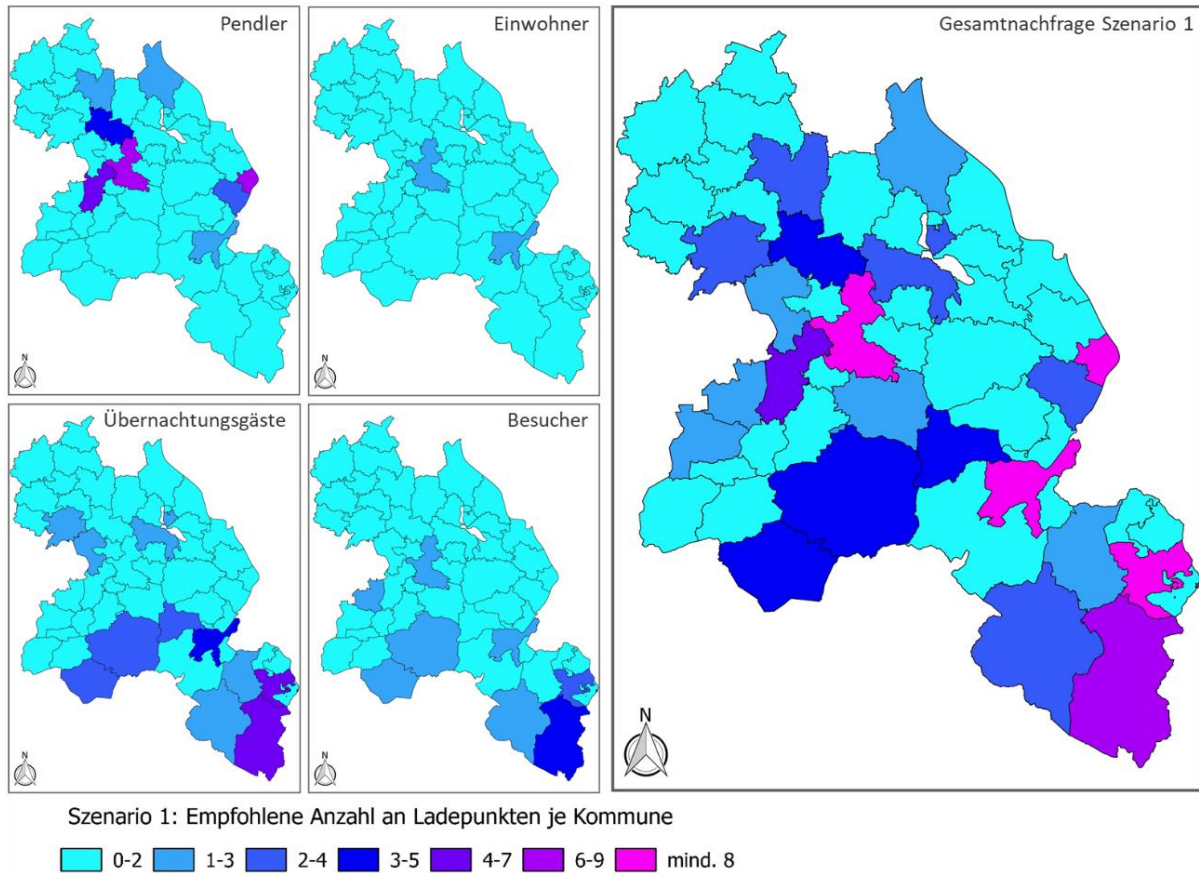 Pendler
N
Einwohner
N
Gesamtnachfrage Szenario 1
N
Übernachtungsgäste
N
Besucher
N
Szenario 1: Empfohlene Anzahl an Ladepunkten je Kommune
0-2 1-3 2-4 3-5 4-7 6-9 mind. 8